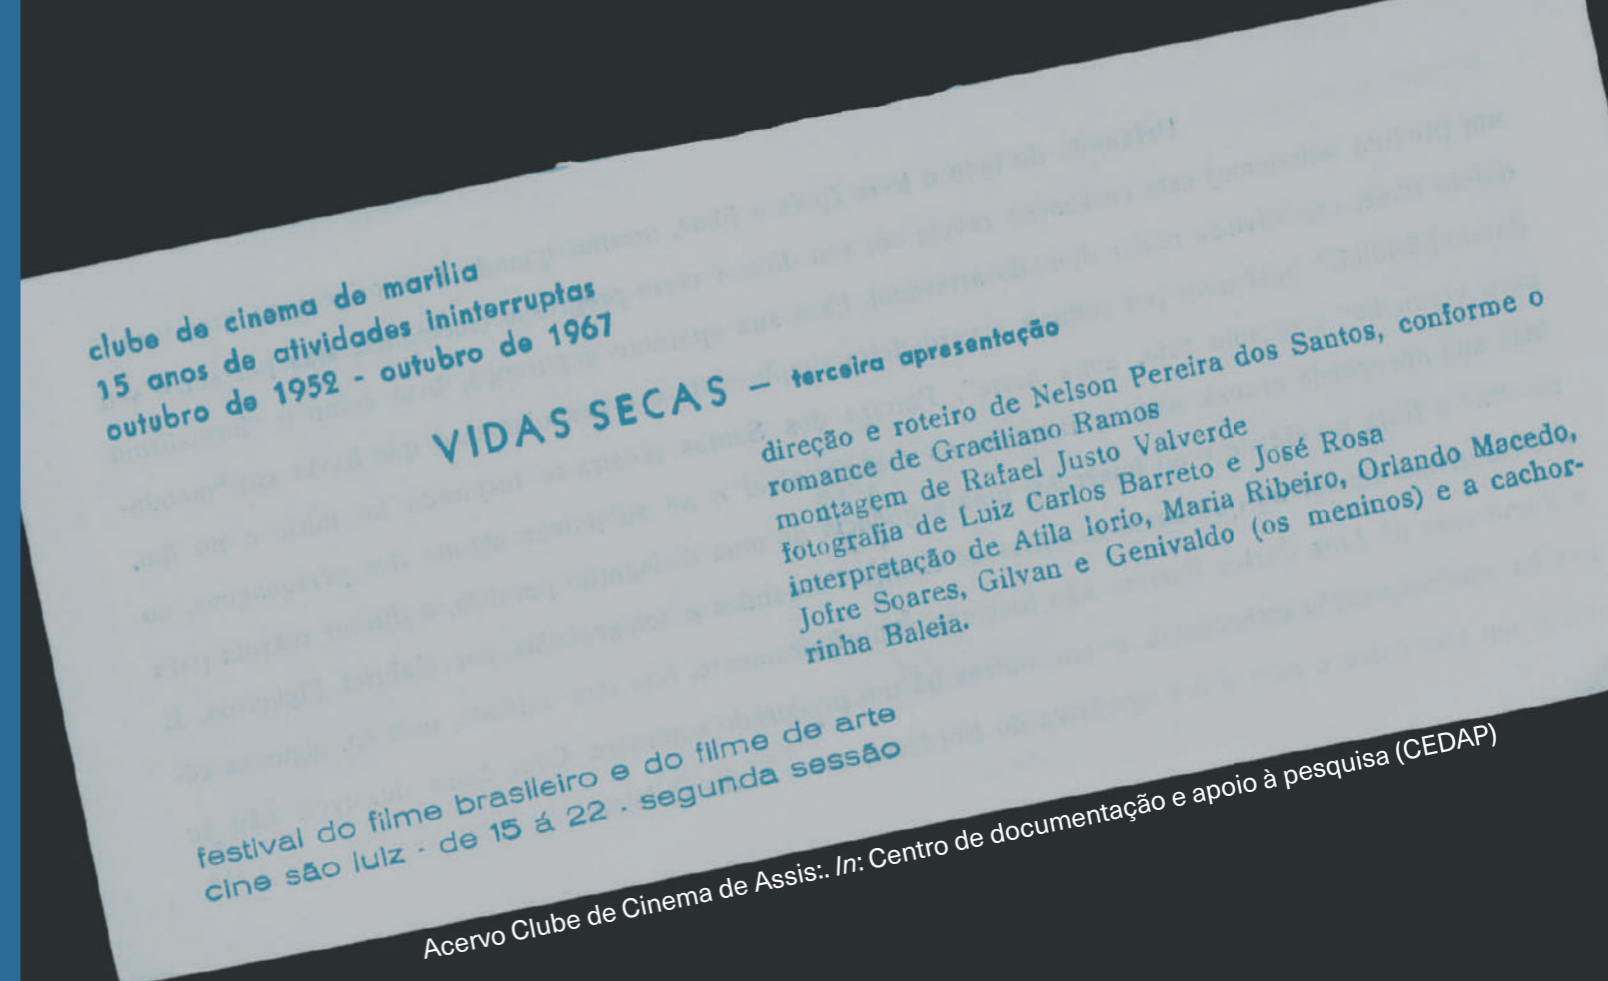 clube de cinema de marilia
15 anos de atividades ininterruptas
outubro de 1952 - outubro de 1967
VIDAS SECAS – terceira apresentação
direção e roteiro de Nelson Pereira dos Santos, conforme o
romance de Graciliano Ramos
montagem de Rafael Justo Valverde
fotografia de Luiz Carlos Barreto e José Rosa
interpretação de Atila Iorio, Maria Ribeiro, Orlando Macedo,
Jofre Soares, Gilvan e Genivaldo (os meninos) e a cachor-
rinha Baleia.
festival do filme brasileiro e do filme de arte
cine são luiz - de 15 á 22 - segunda sessão
Acervo Clube de Cinema de Assis:. In: Centro de documentação e apoio à pesquisa (CEDAP)